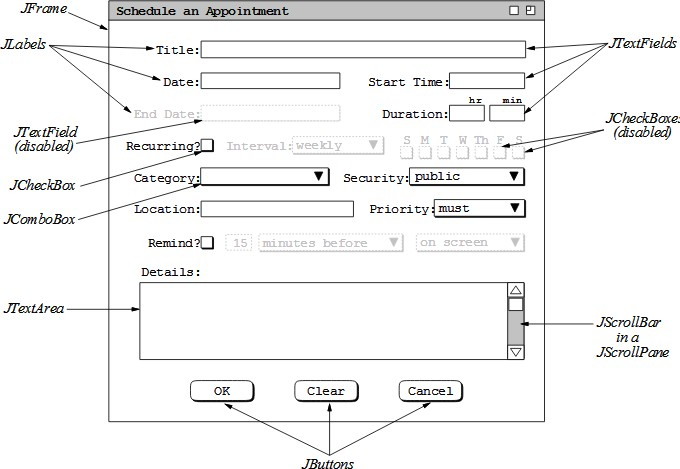 JFrame
Schedule an Appointment
JLabels
Title:
JTextFields
Date:
Start Time:
hr min
End Date:
Duration:
JTextField
(disabled)
JCheckBoxes
(disabled)
Recurring?
Interval: weekly
S M T W Th F S
JCheckBox
Category:
Security: public
JComboBox
Location:
Priority: must
Remind? 15 minutes before on screen
Details:
JTextArea
JScrollBar
in a
JScrollPane
OK Clear Cancel
JButtons